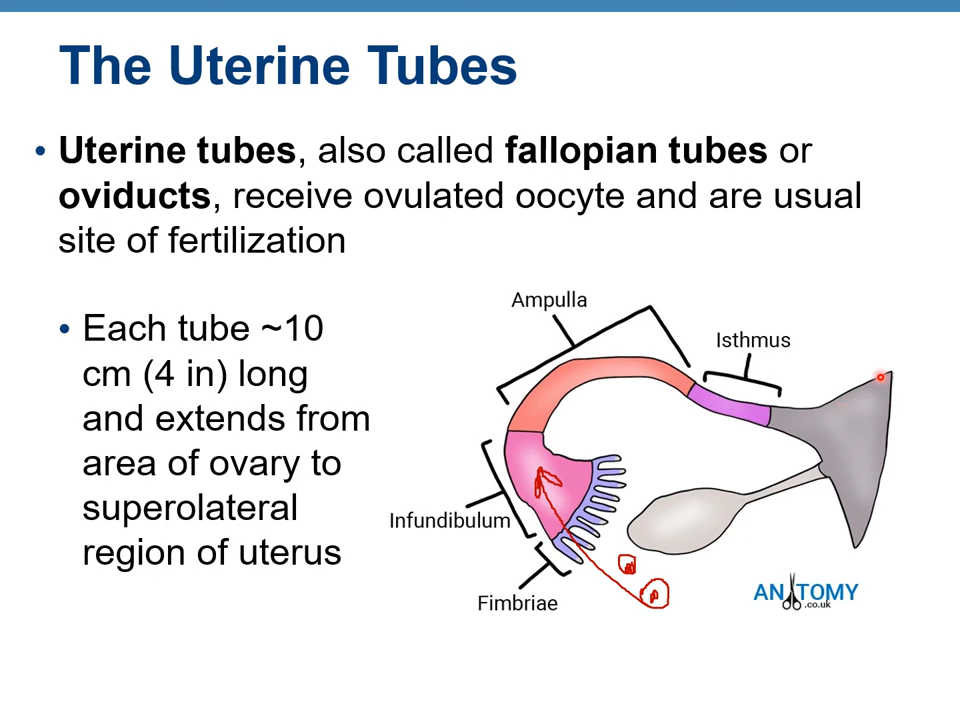 The Uterine Tubes
• Uterine tubes, also called fallopian tubes or
oviducts, receive ovulated oocyte and are usual
site of fertilization
• Each tube ~10
cm (4 in) long
and extends from
area of ovary to
superolateral
region of uterus
Ampulla
Isthmus
Infundibulum
Fimbriae
ANATOMY
.co.uk